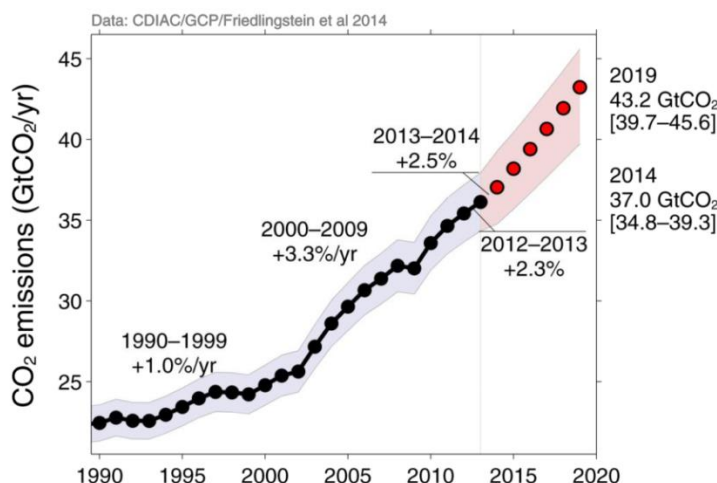 Data: CDIAC/GCP/Friedlingstein et al 2014
CO₂ emissions (GtCO₂/yr)
45
40
35
30
25
1990–1999
+1.0%/yr
2000–2009
+3.3%/yr
2013–2014
+2.5%
2012–2013
+2.3%
2019
43.2 GtCO₂
[39.7–45.6]
2014
37.0 GtCO₂
[34.8–39.3]
1990 1995 2000 2005 2010 2015 2020